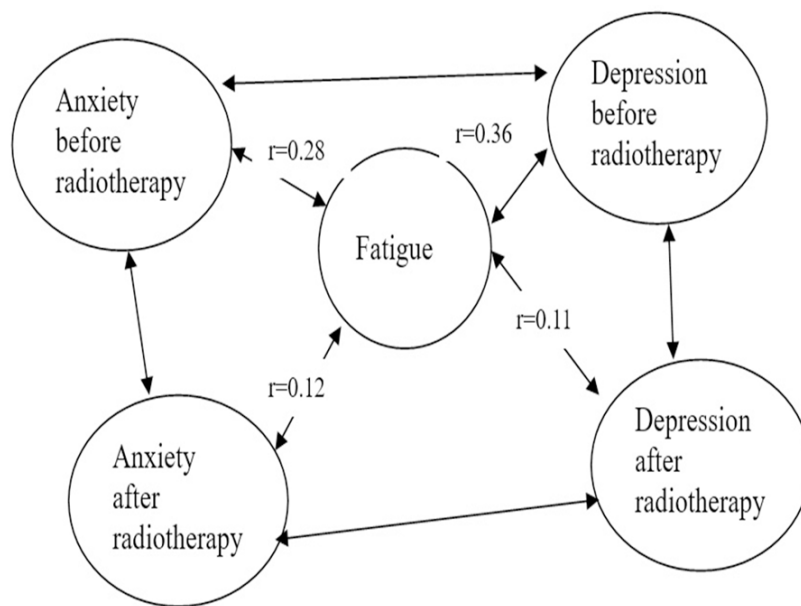 Anxiety
before
radiotherapy
Depression
before
radiotherapy
r=0.28
r=0.36
Fatigue
r=0.11
r=0.12
Anxiety
after
radiotherapy
Depression
after
radiotherapy